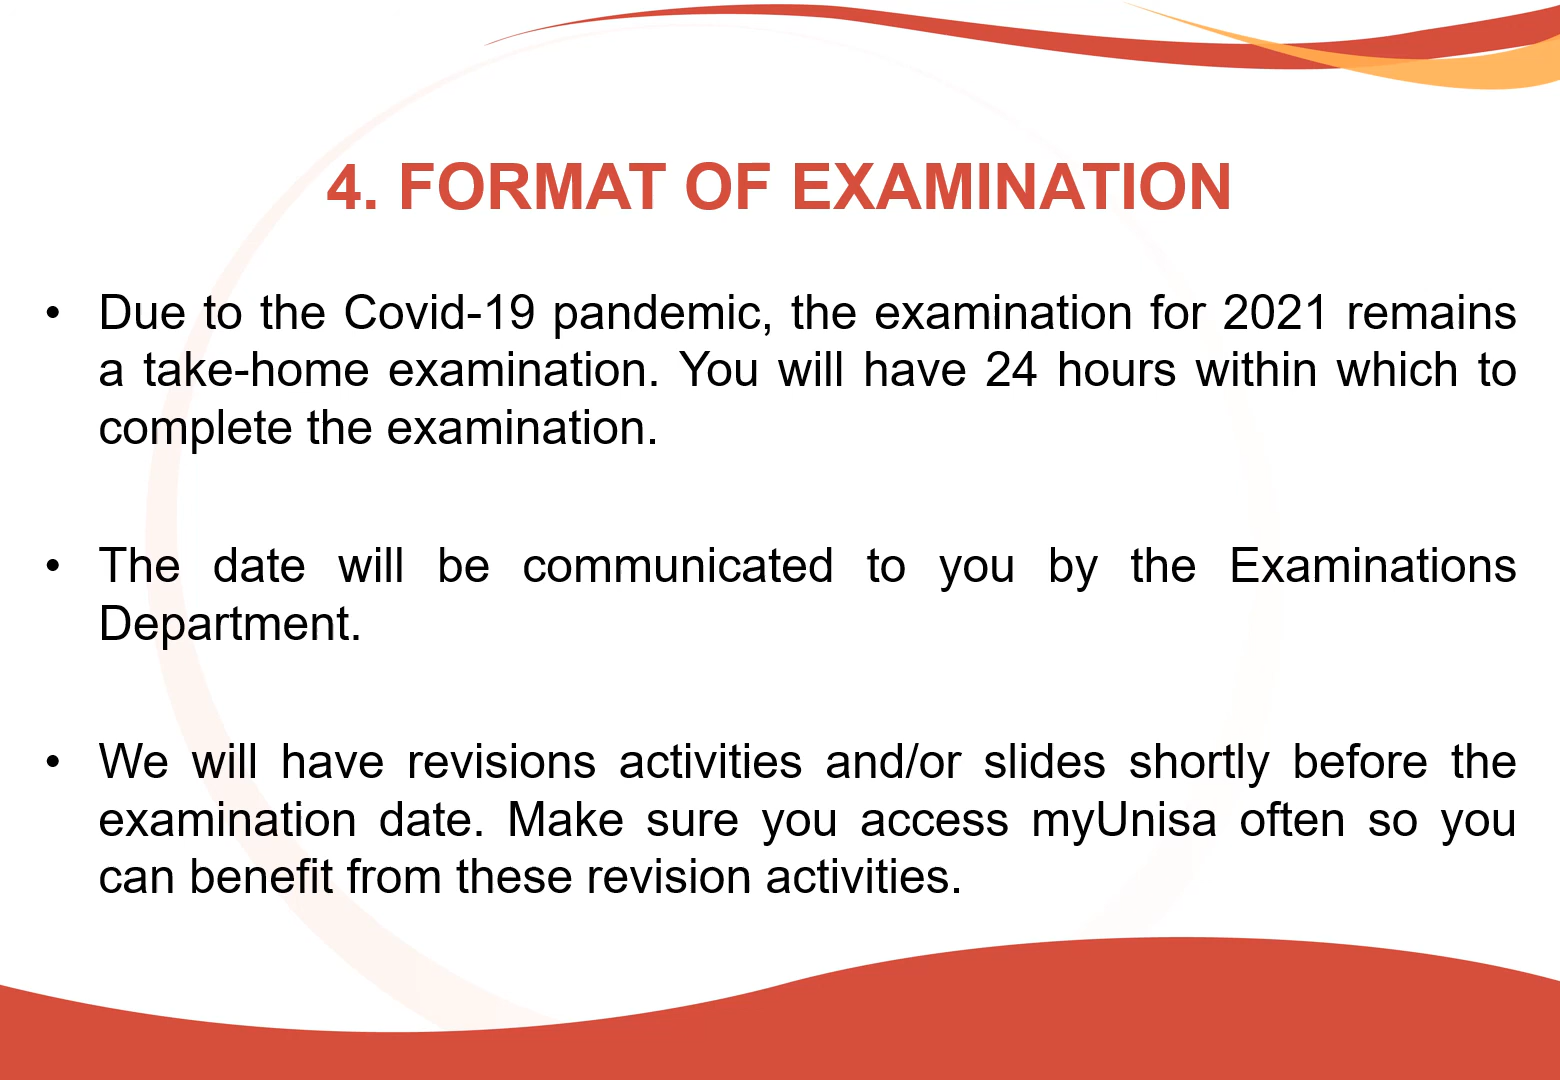 4. FORMAT OF EXAMINATION
• Due to the Covid-19 pandemic, the examination for 2021 remains
a take-home examination. You will have 24 hours within which to
complete the examination.
• The date will be communicated to you by the Examinations
Department.
• We will have revisions activities and/or slides shortly before the
examination date. Make sure you access myUnisa often so you
can benefit from these revision activities.